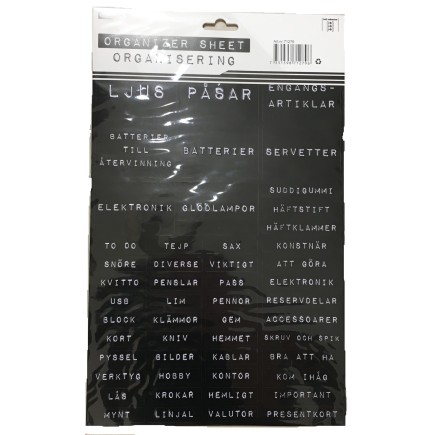 ORGANIZER SHEET
ORGANISERING
LJUS PÅSAR ENGÅNGS-
ARTIKLAR
BATTERIER
TILL
ÅTERVINNING
BATTERIER SERVETTER
ELEKTRONIK GLÖDLAMPOR
SUDDIGUMMI
HÄFTSTIFT
HÄFTKLAMMER
TO DO TEJP SAX KONSTNÄR
SNÖRE DIVERSE VIKTIGT ATT GÖRA
KVITTO PENSLAR PASS ELEKTRONIK
USB LIM PENNOR RESERVDELAR
BLOCK KLÄMMOR GEM ACCESSOARER
KORT KNIV HEMMET SKRUV OCH SPIK
PYSSEL BILDER KABLAR BRA ATT HA
VERKTYG HOBBY KONTOR KOM IHÅG
LÅS KROKAR HEMLIGT IMPORTANT
MYNT LINJAL VALUTOR PRESENTKORT